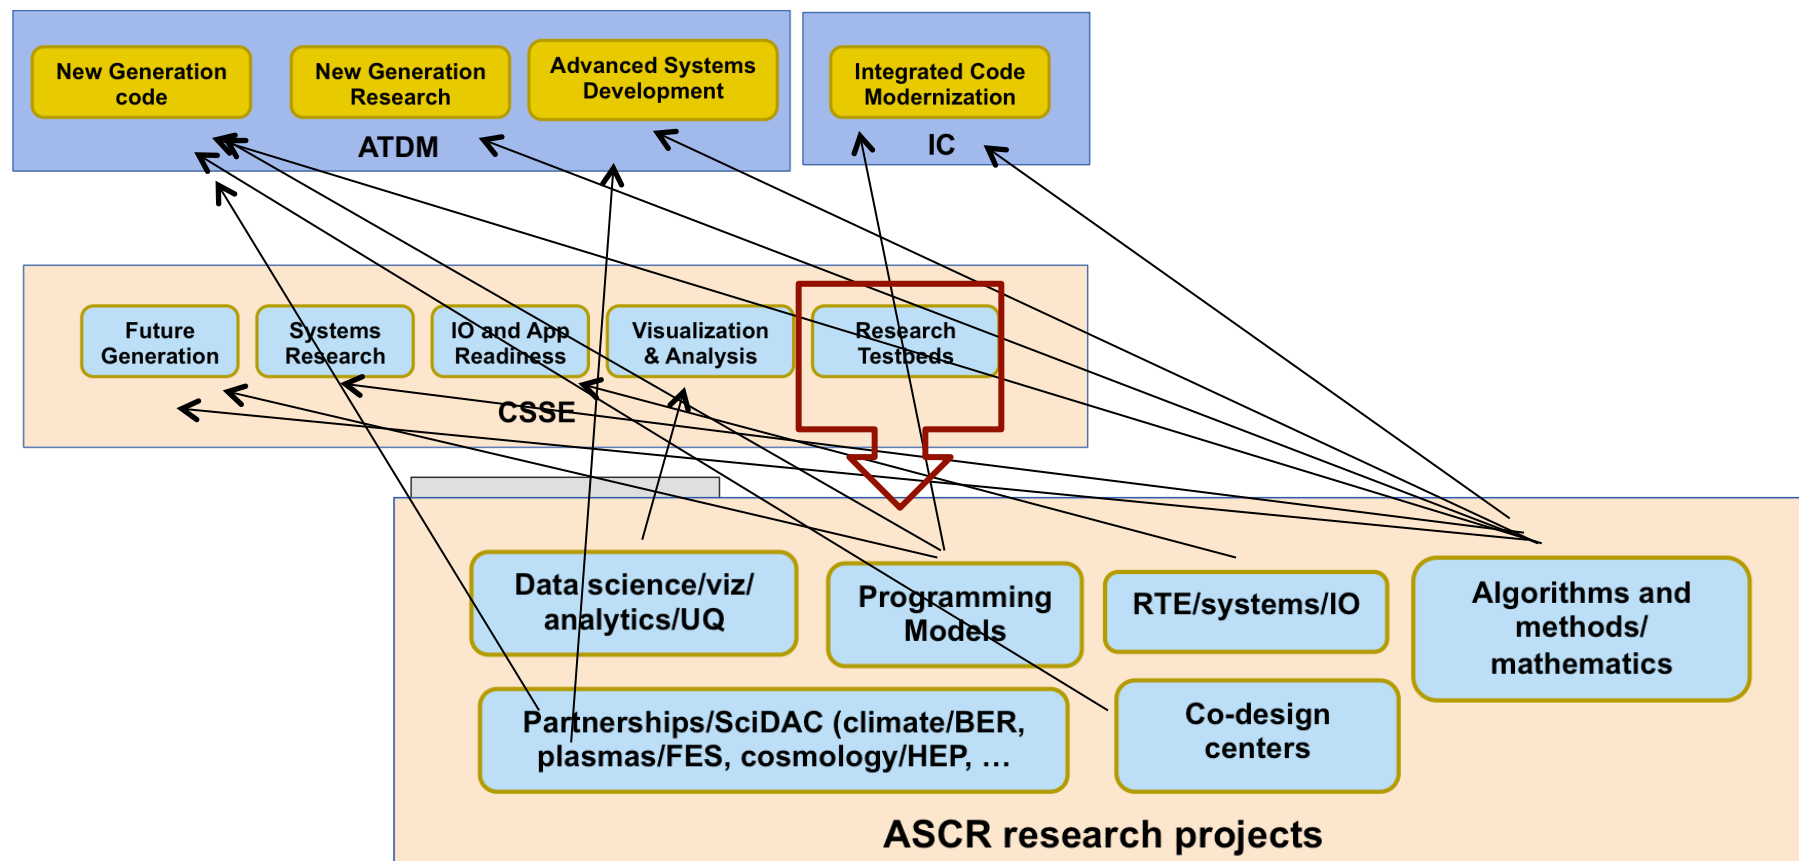 New Generation
code
New Generation
Research
Advanced Systems
Development
ATDM
Integrated Code
Modernization
IC
Future
Generation
Systems
Research
IO and App
Readiness
Visualization
& Analysis
Research
Testbeds
CSSE
Data science/viz/
analytics/UQ
Programming
Models
RTE/systems/IO
Algorithms and
methods/
mathematics
Partnerships/SciDAC (climate/BER,
plasmas/FES, cosmology/HEP, …
Co-design
centers
ASCR research projects